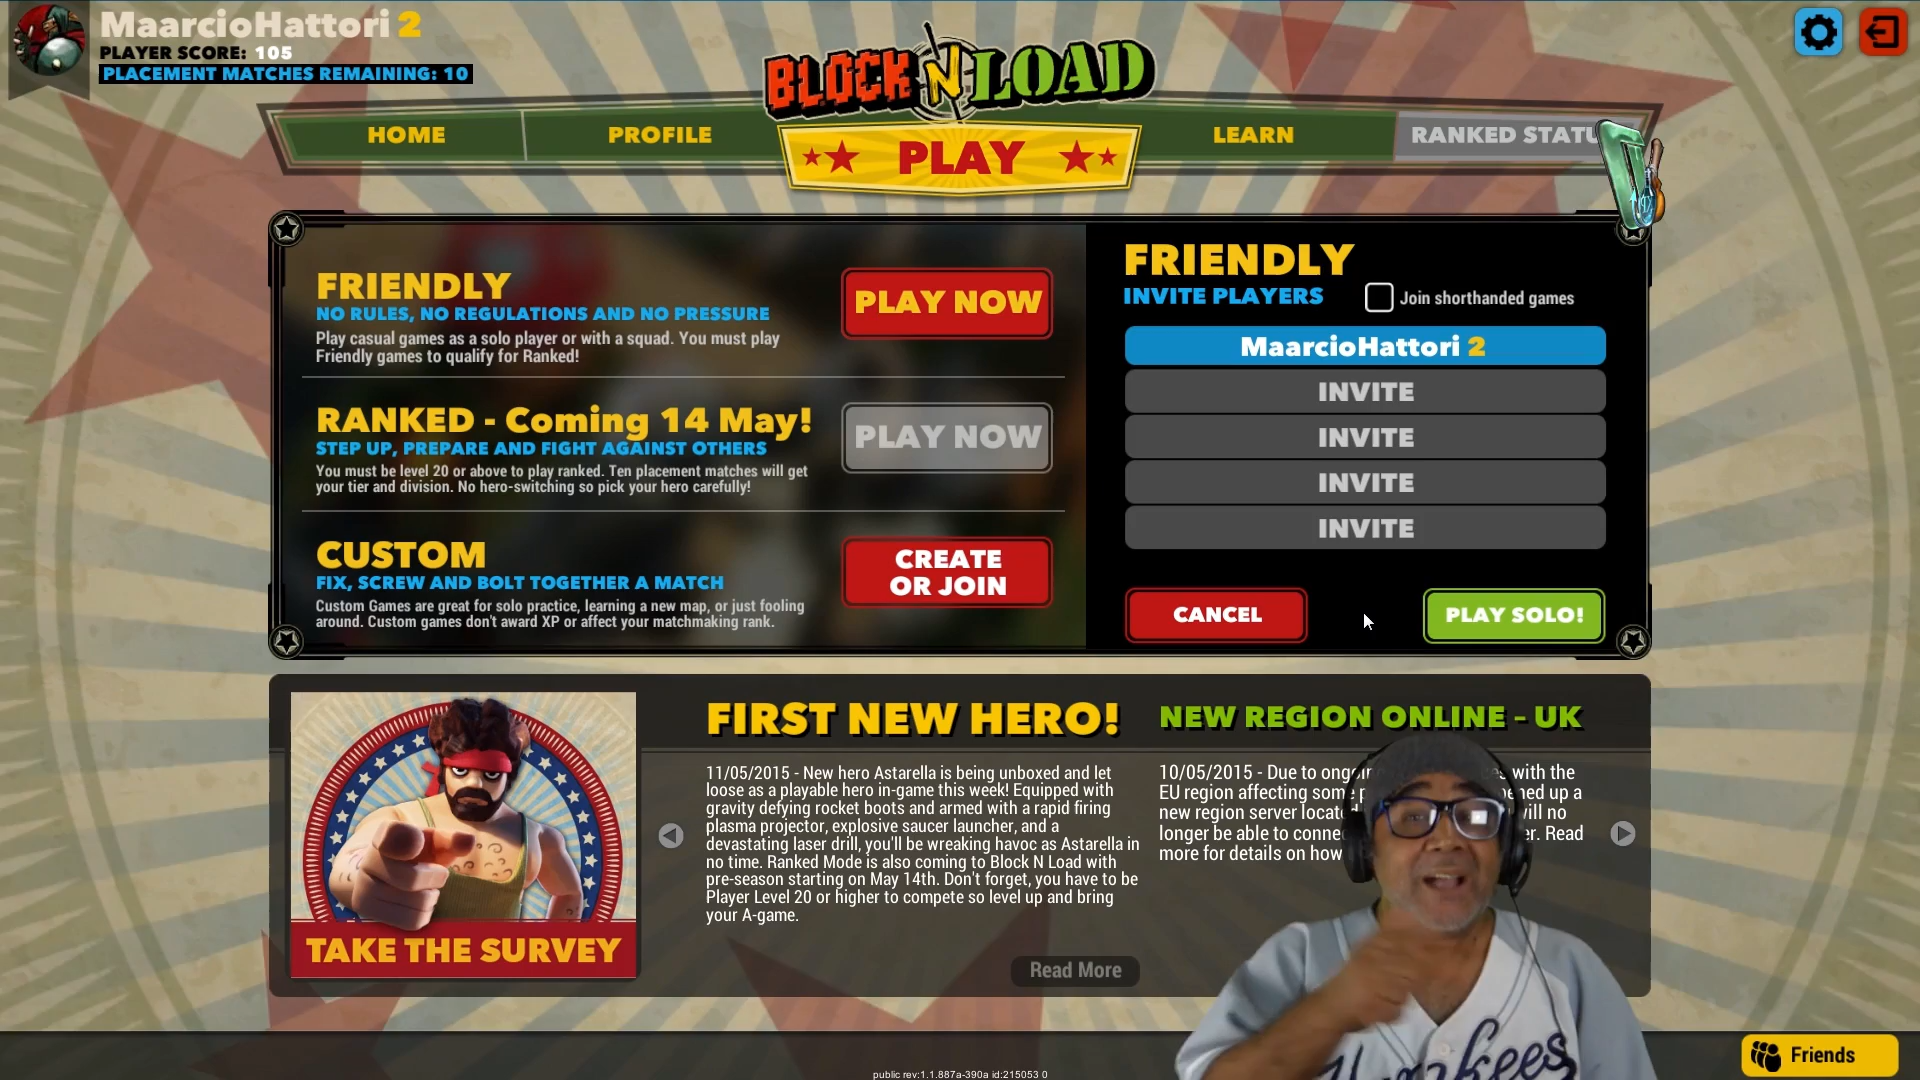 MaarcioHattori 2
PLAYER SCORE: 105
PLACEMENT MATCHES REMAINING: 10
BLOCK N LOAD
HOME
PROFILE
PLAY
LEARN
RANKED STATU
FRIENDLY
NO RULES, NO REGULATIONS AND NO PRESSURE
Play casual games as a solo player or with a squad. You must play
Friendly games to qualify for Ranked!
PLAY NOW
RANKED - Coming 14 May!
STEP UP, PREPARE AND FIGHT AGAINST OTHERS
You must be level 20 or above to play ranked. Ten placement matches will get
your tier and division. No hero-switching so pick your hero carefully!
PLAY NOW
CUSTOM
FIX, SCREW AND BOLT TOGETHER A MATCH
Custom Games are great for solo practice, learning a new map, or just fooling
around. Custom games don't award XP or affect your matchmaking rank.
CREATE
OR JOIN
FRIENDLY
INVITE PLAYERS
Join shorthanded games
MaarcioHattori 2
INVITE
INVITE
INVITE
INVITE
CANCEL
PLAY SOLO!
TAKE THE SURVEY
FIRST NEW HERO!
11/05/2015 - New hero Astarella is being unboxed and let
loose as a playable hero in-game this week! Equipped with
gravity defying rocket boots and armed with a rapid firing
plasma projector, explosive saucer launcher, and a
devastating laser drill, you'll be wreaking havoc as Astarella in
no time. Ranked Mode is also coming to Block N Load with
pre-season starting on May 14th. Don't forget, you have to be
Player Level 20 or higher to compete so level up and bring
your A-game.
Read More
NEW REGION ONLINE - UK
10/05/2015 - Due to with the
EU region affecting some up a
new region server will no
longer be able to Read
more for details on how
Friends
public rev:1.1.887a-390a id:215053 0